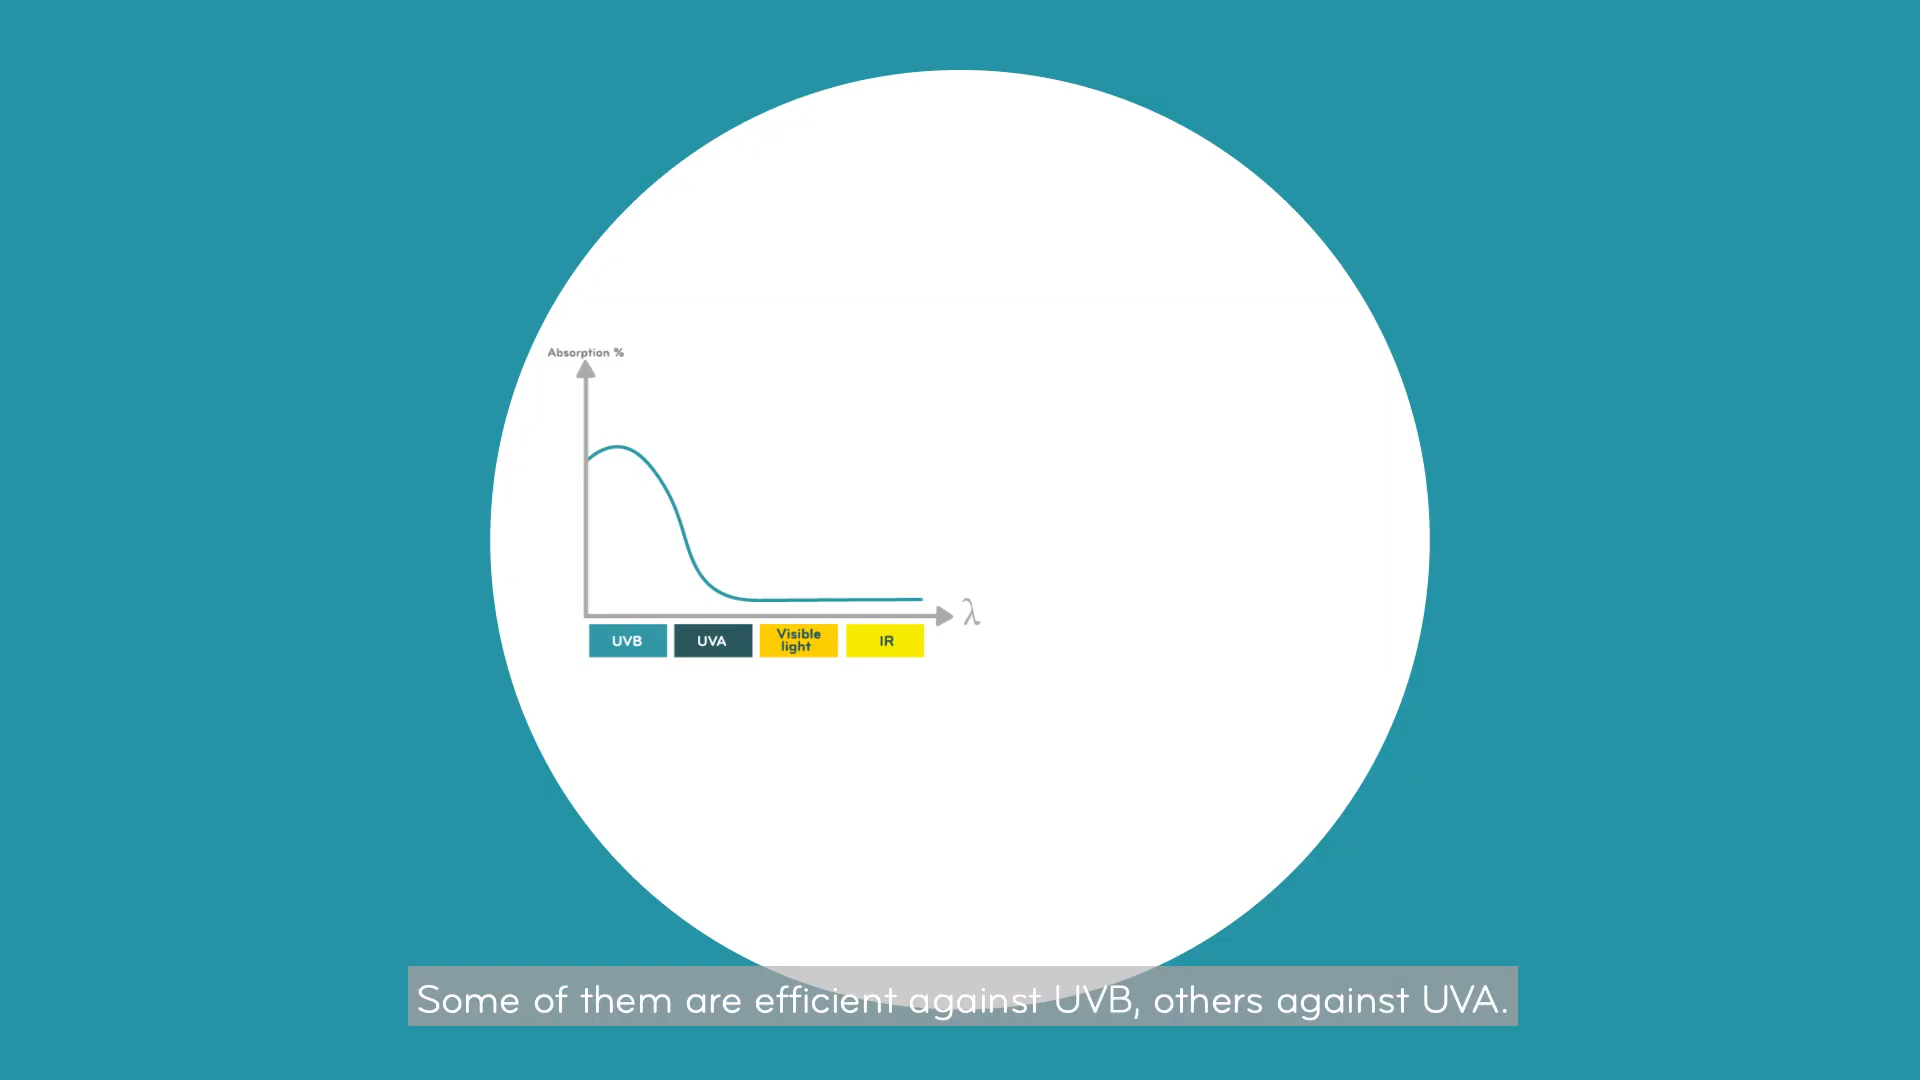 Absorption %
λ
UVB
UVA
Visible
light
IR
Some of them are efficient against UVB, others against UVA.